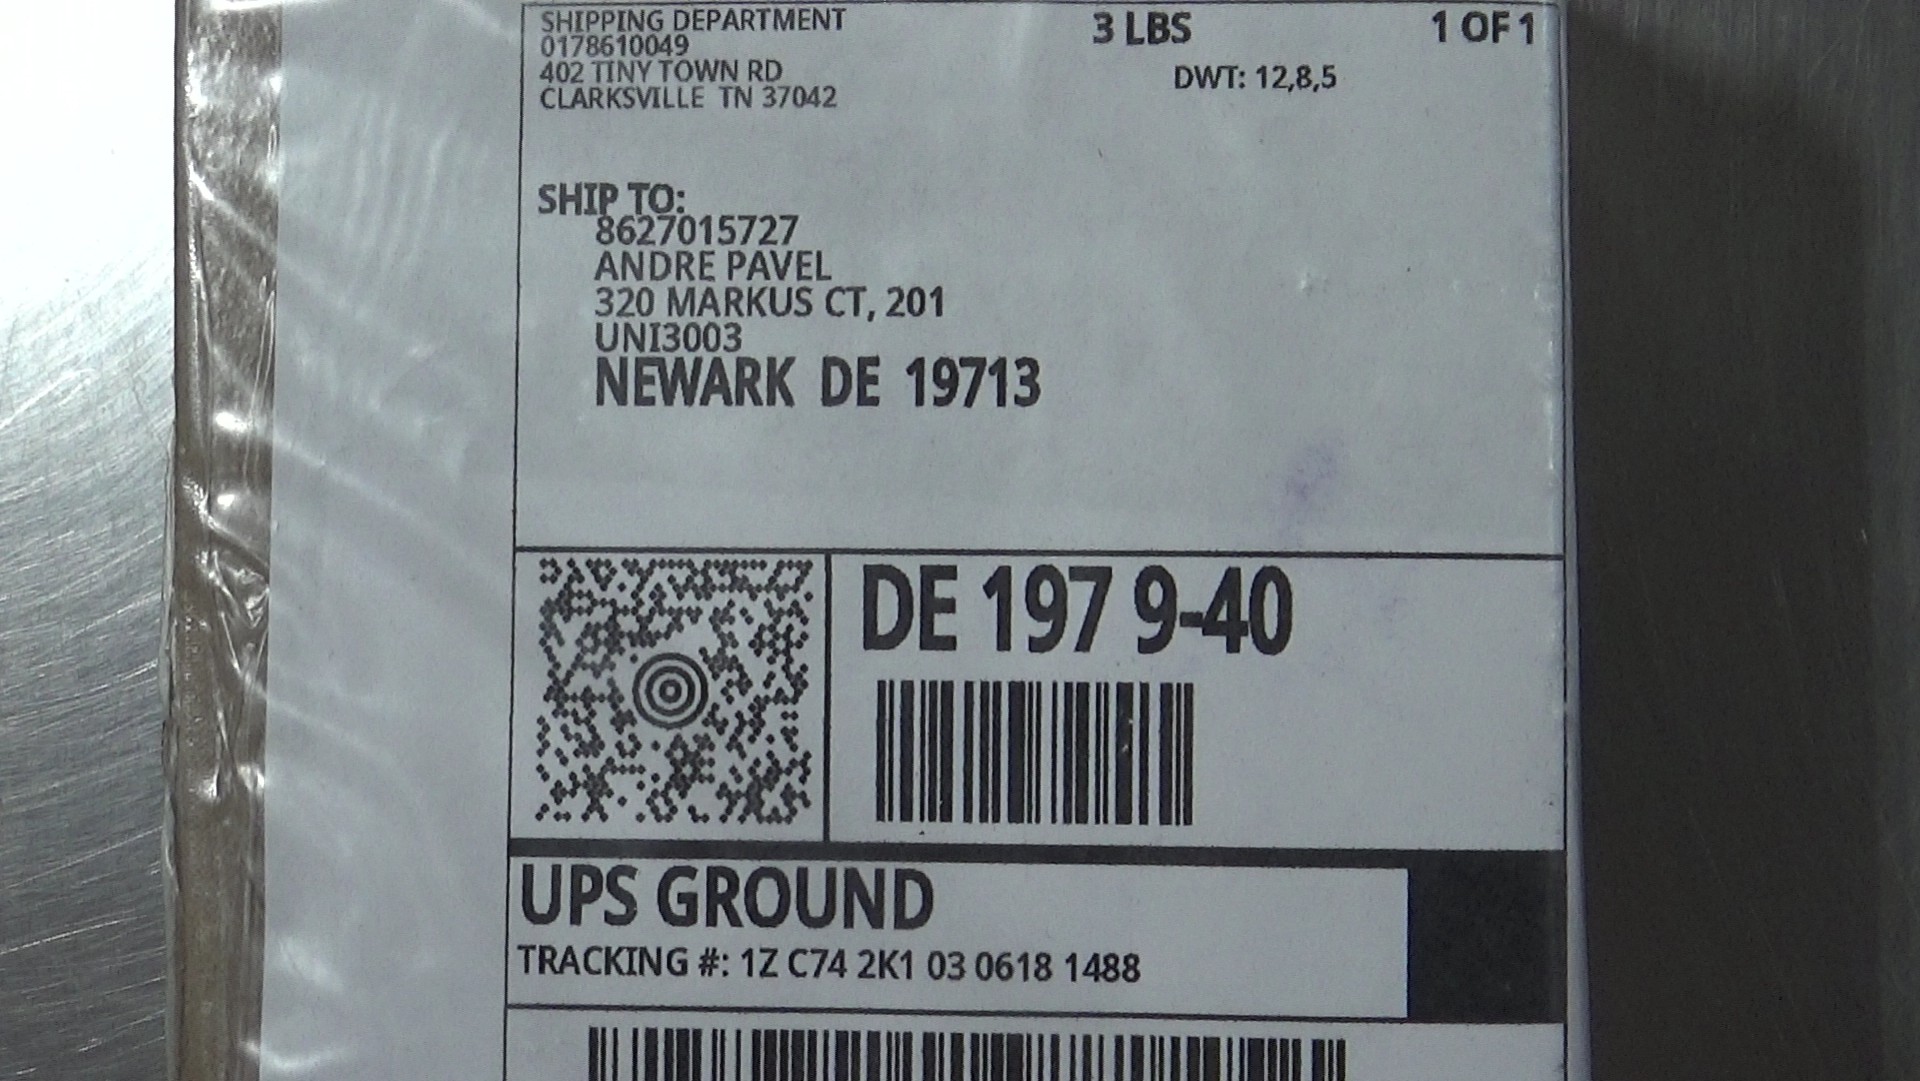 SHIPPING DEPARTMENT
0178610049
402 TINY TOWN RD
CLARKSVILLE TN 37042
3 LBS
1 OF 1
DWT: 12,8,5
SHIP TO:
8627015727
ANDRE PAVEL
320 MARKUS CT, 201
UNI3003
NEWARK DE 19713
DE 197 9-40
UPS GROUND
TRACKING #: 1Z C74 2K1 03 0618 1488